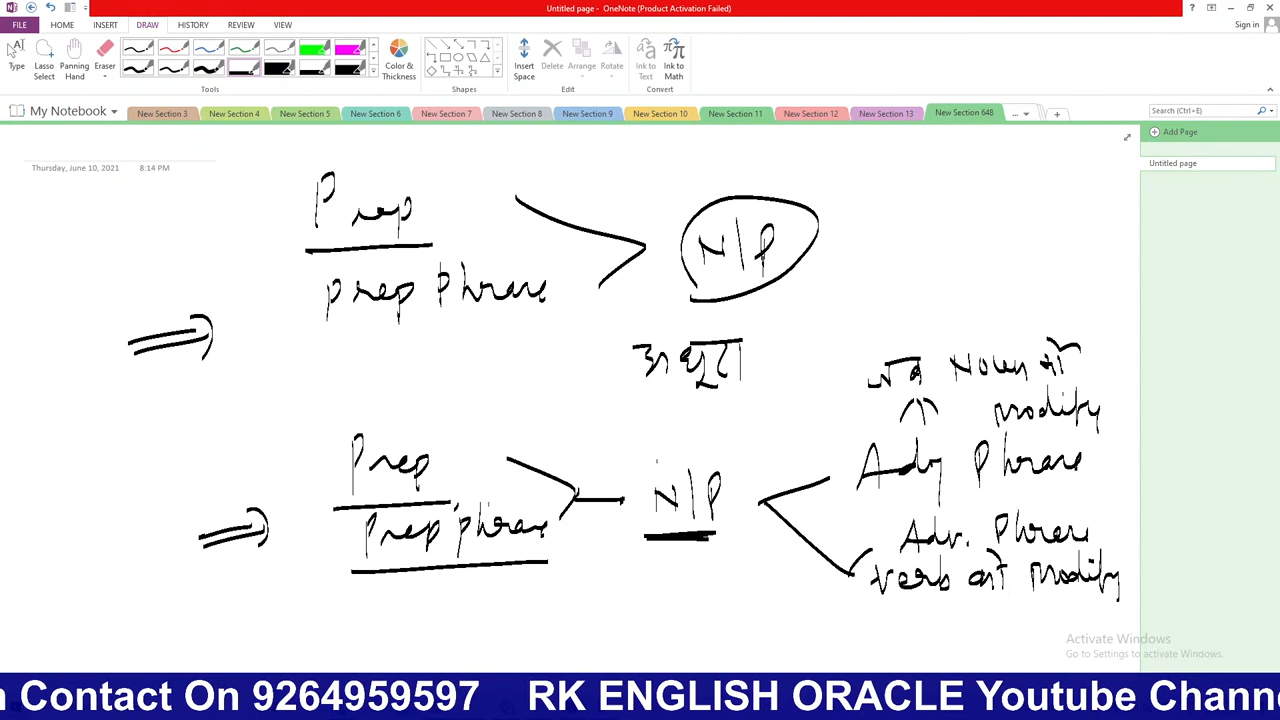 Untitled page - OneNote (Product Activation Failed)
Sign in
FILE HOME INSERT DRAW HISTORY REVIEW VIEW
Type Lasso Select Panning Hand Eraser Color & Thickness Insert Space Delete Arrange Rotate Ink to Text Ink to Math
Tools Shapes Edit Convert
My Notebook New Section 3 New Section 4 New Section 5 New Section 6 New Section 7 New Section 8 New Section 9 New Section 10 New Section 11 New Section 12 New Section 13 New Section 648 ... Search (Ctrl+E)
Add Page
Untitled page
Thursday, June 10, 2021 8:14 PM
Prep
N|P
prep Phrase
अधूरा
Noun को
modify
Prep
N|P
Adj Phrase
Prep phrase
Adv. Phrase
verb को modify
Activate Windows
Go to Settings to activate Windows.
Contact On 9264959597 RK ENGLISH ORACLE Youtube Chann